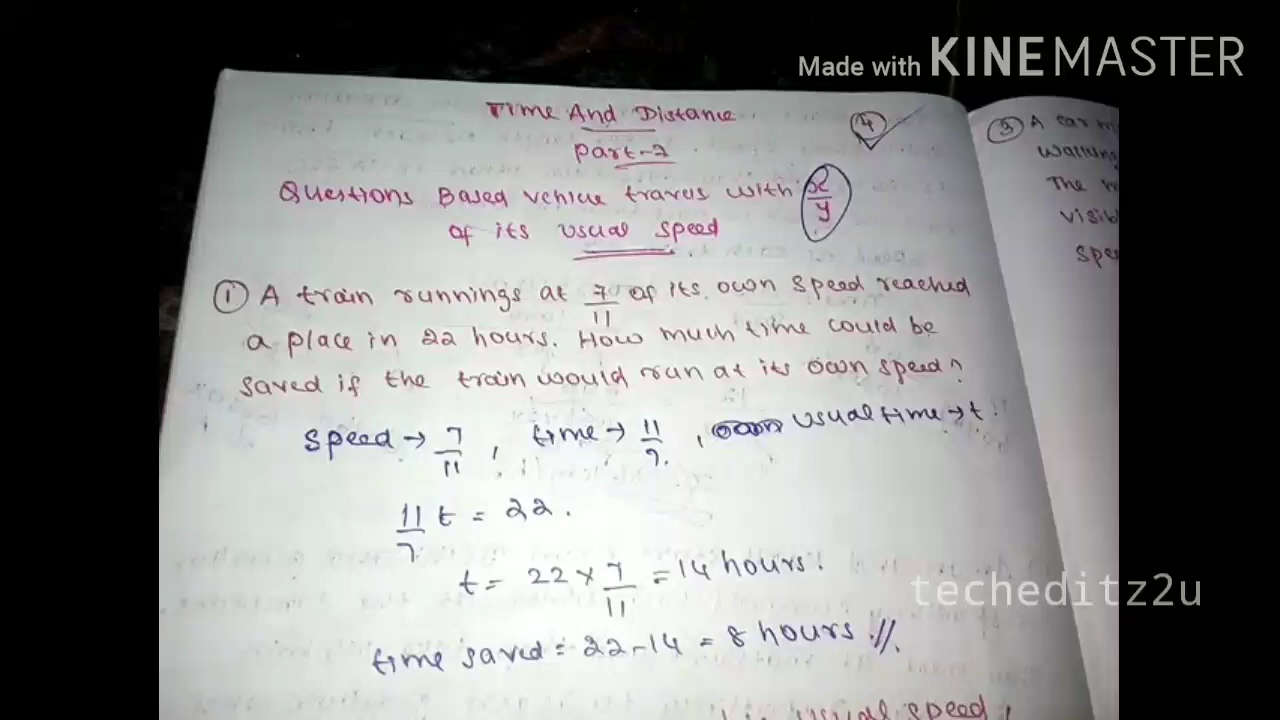 Made with KINEMASTER
Time And Distance
Part-7
④
Questions Based vehicle travels with x/y
of its usual speed
① A train runnings at 7/11 of its own speed reached
a place in 22 hours. How much time could be
saved if the train would run at its own speed?
Speed → 7/11, time → 11/7, usual time → t.
11/7 t = 22.
t = 22 × 7/11 = 14 hours.
time saved = 22-14 = 8 hours //.
usual speed,
③ A car
The
visib
spee
techeditz2u